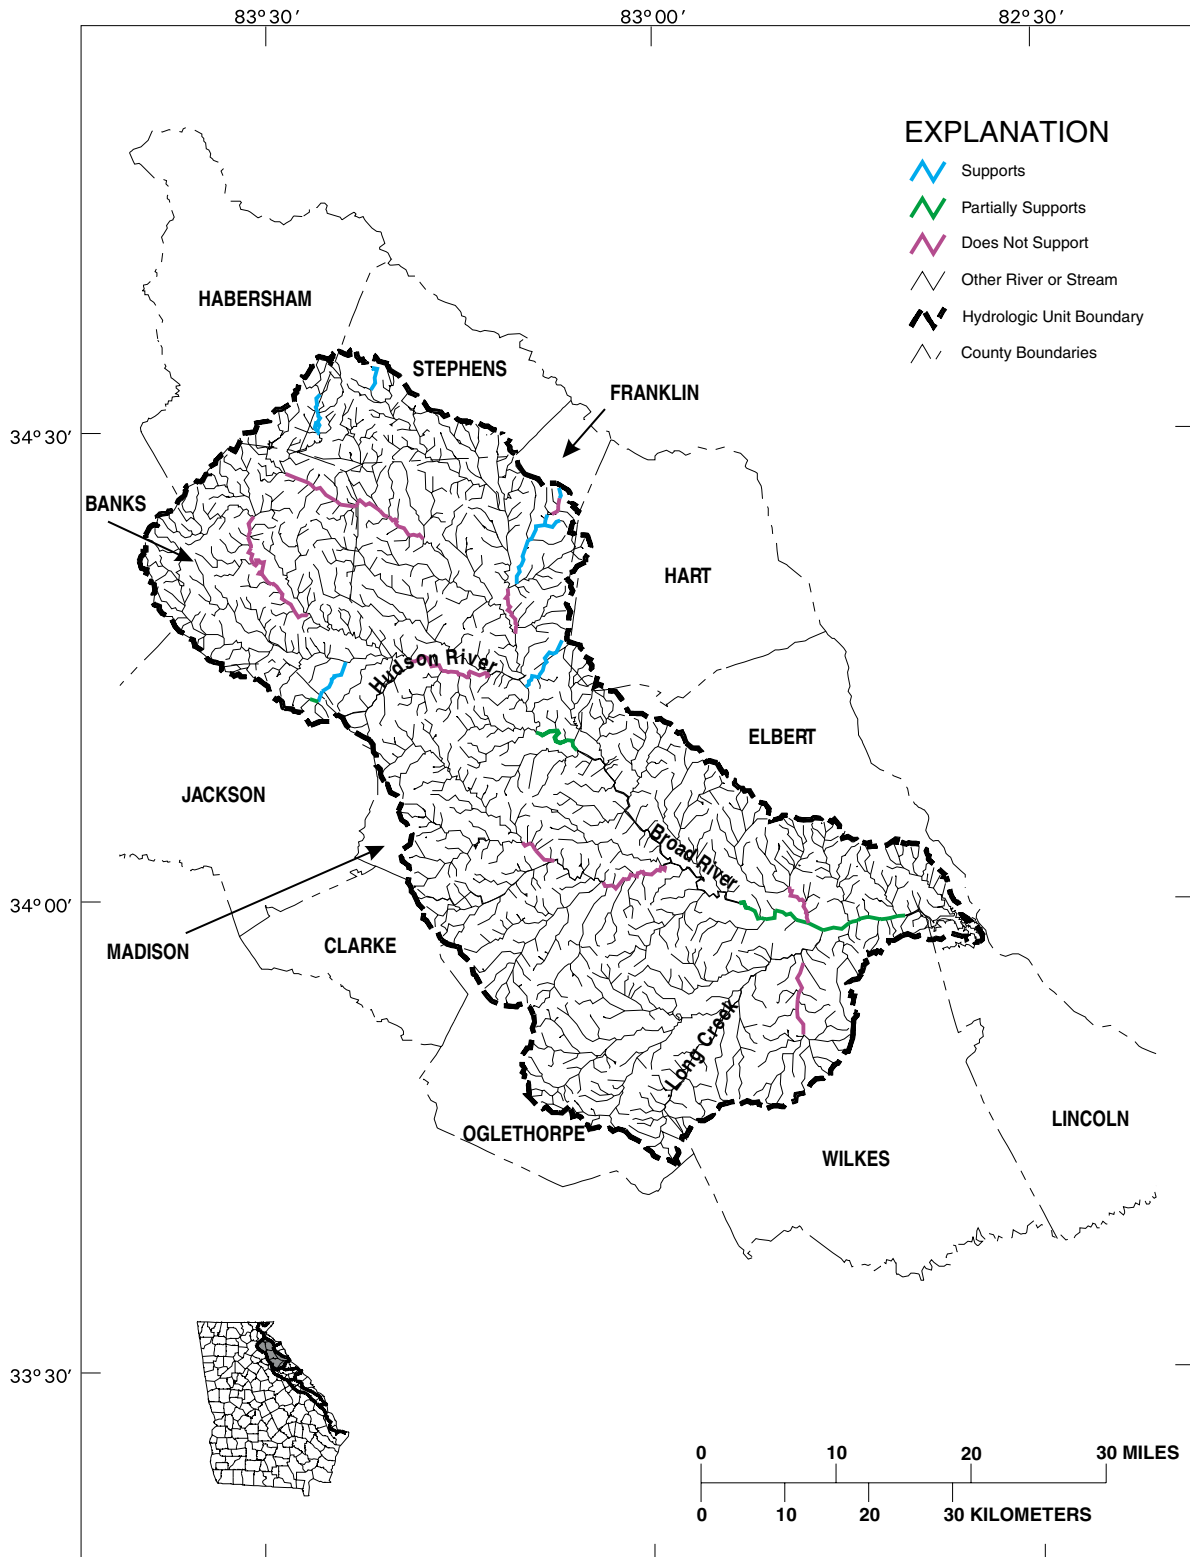 83° 30′
83° 00′
82° 30′
EXPLANATION
Supports
Partially Supports
Does Not Support
Other River or Stream
Hydrologic Unit Boundary
County Boundaries
HABERSHAM
STEPHENS
FRANKLIN
34° 30′
BANKS
HART
Hudson River
ELBERT
JACKSON
Broad River
34° 00′
MADISON
CLARKE
Long Creek
OGLETHORPE
LINCOLN
WILKES
33° 30′
0 10 20 30 MILES
0 10 20 30 KILOMETERS